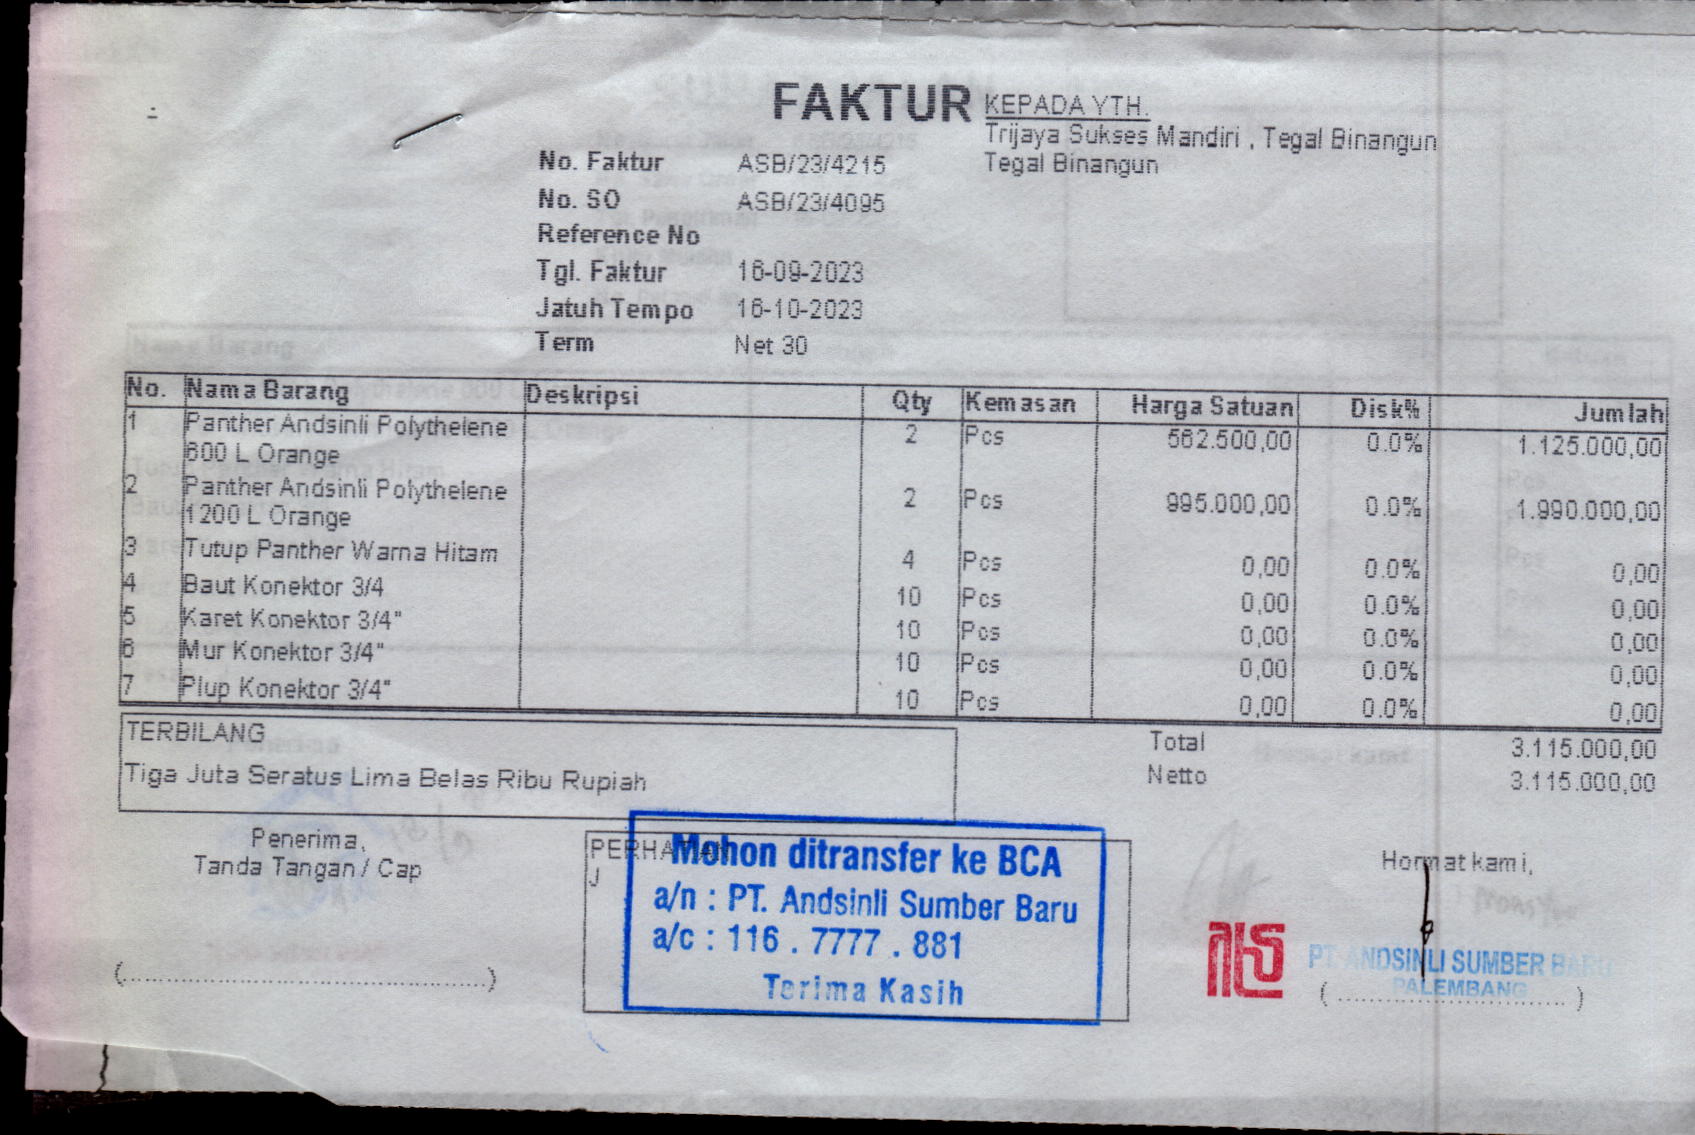 FAKTUR
KEPADA YTH.
Trijaya Sukses Mandiri , Tegal Binangun
Tegal Binangun
No. Faktur ASB/23/4215
No. SO ASB/23/4095
Reference No
Tgl. Faktur 16-09-2023
Jatuh Tempo 16-10-2023
Term Net 30
No. Nama Barang Deskripsi Qty Kemasan Harga Satuan Disk% Jumlah
1 Panther Andsinli Polythelene 2 Pcs 562.500,00 0.0% 1.125.000,00
600 L Orange
2 Panther Andsinli Polythelene 2 Pcs 995.000,00 0.0% 1.990.000,00
1200 L Orange
3 Tutup Panther Warna Hitam 4 Pcs 0,00 0.0% 0,00
4 Baut Konektor 3/4 10 Pcs 0,00 0.0% 0,00
5 Karet Konektor 3/4" 10 Pcs 0,00 0.0% 0,00
6 Mur Konektor 3/4" 10 Pcs 0,00 0.0% 0,00
7 Plup Konektor 3/4" 10 Pcs 0,00 0.0% 0,00
TERBILANG
Tiga Juta Seratus Lima Belas Ribu Rupiah
Total 3.115.000,00
Netto 3.115.000,00
Penerima,
Tanda Tangan / Cap
PERHATIAN
J
Mohon ditransfer ke BCA
a/n : PT. Andsinli Sumber Baru
a/c : 116 . 7777 . 881
Terima Kasih
Hormat kami,
PT ANDSINLI SUMBER BARU
PALEMBANG